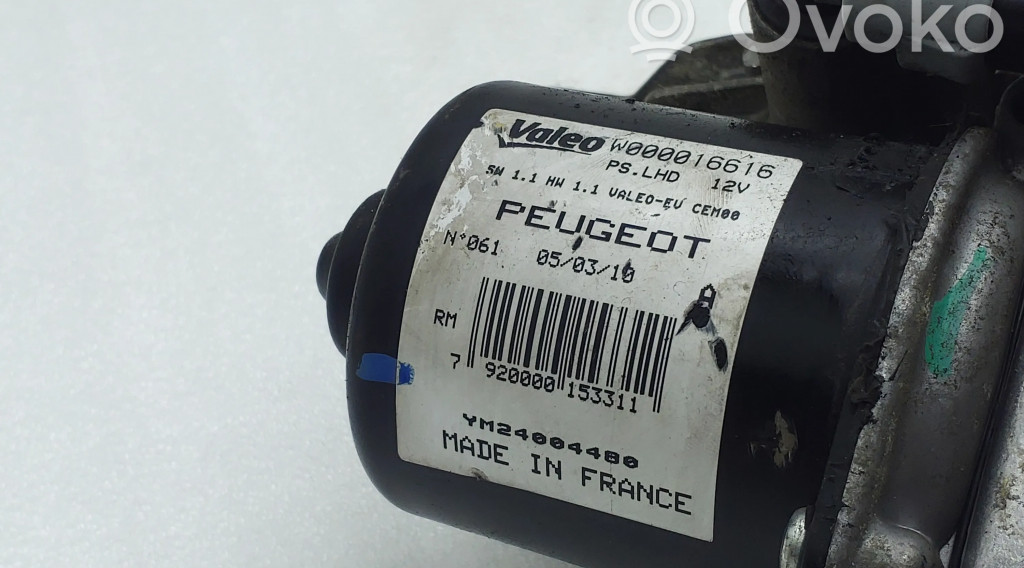 Ovoko
Valeo W000016616
PS.LHD 12V
SW 1.1 HW 1.1 VALEO-EV CEM00
PEUGEOT
N°061 05/03/10
RM
7 920000 153311
YM24004480
MADE IN FRANCE